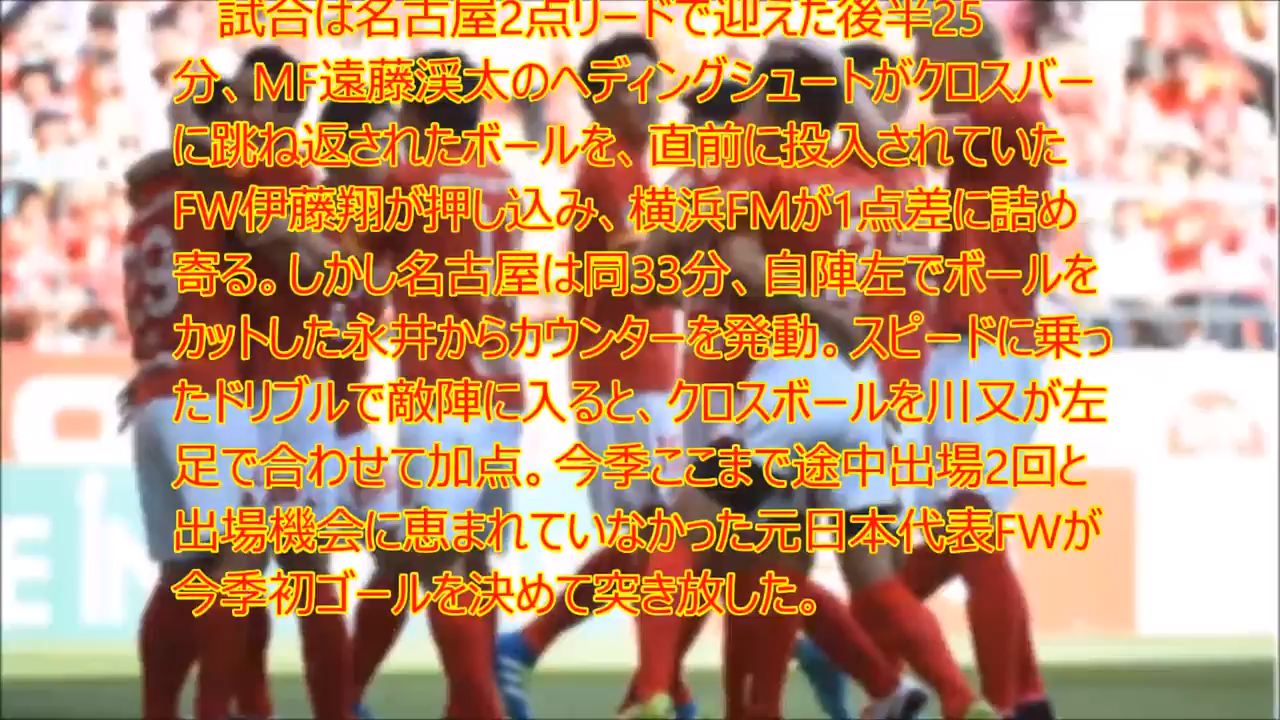 試合は名古屋2点リードで迎えた後半25
分、MF遠藤渓太のヘディングシュートがクロスバー
に跳ね返されたボールを、直前に投入されていた
FW伊藤翔が押し込み、横浜FMが1点差に詰め
寄る。しかし名古屋は同33分、自陣左でボールを
カットした永井からカウンターを発動。スピードに乗っ
たドリブルで敵陣に入ると、クロスボールを川又が左
足で合わせて加点。今季ここまで途中出場2回と
出場機会に恵まれていなかった元日本代表FWが
今季初ゴールを決めて突き放した。